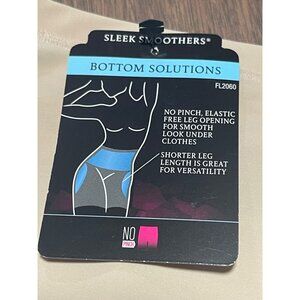 SLEEK SMOOTHERS®
BOTTOM SOLUTIONS
FL2060
NO PINCH, ELASTIC
FREE LEG OPENING
FOR SMOOTH
LOOK UNDER
CLOTHES
SHORTER LEG
LENGTH IS GREAT
FOR VERSATILITY
NO
PINCH